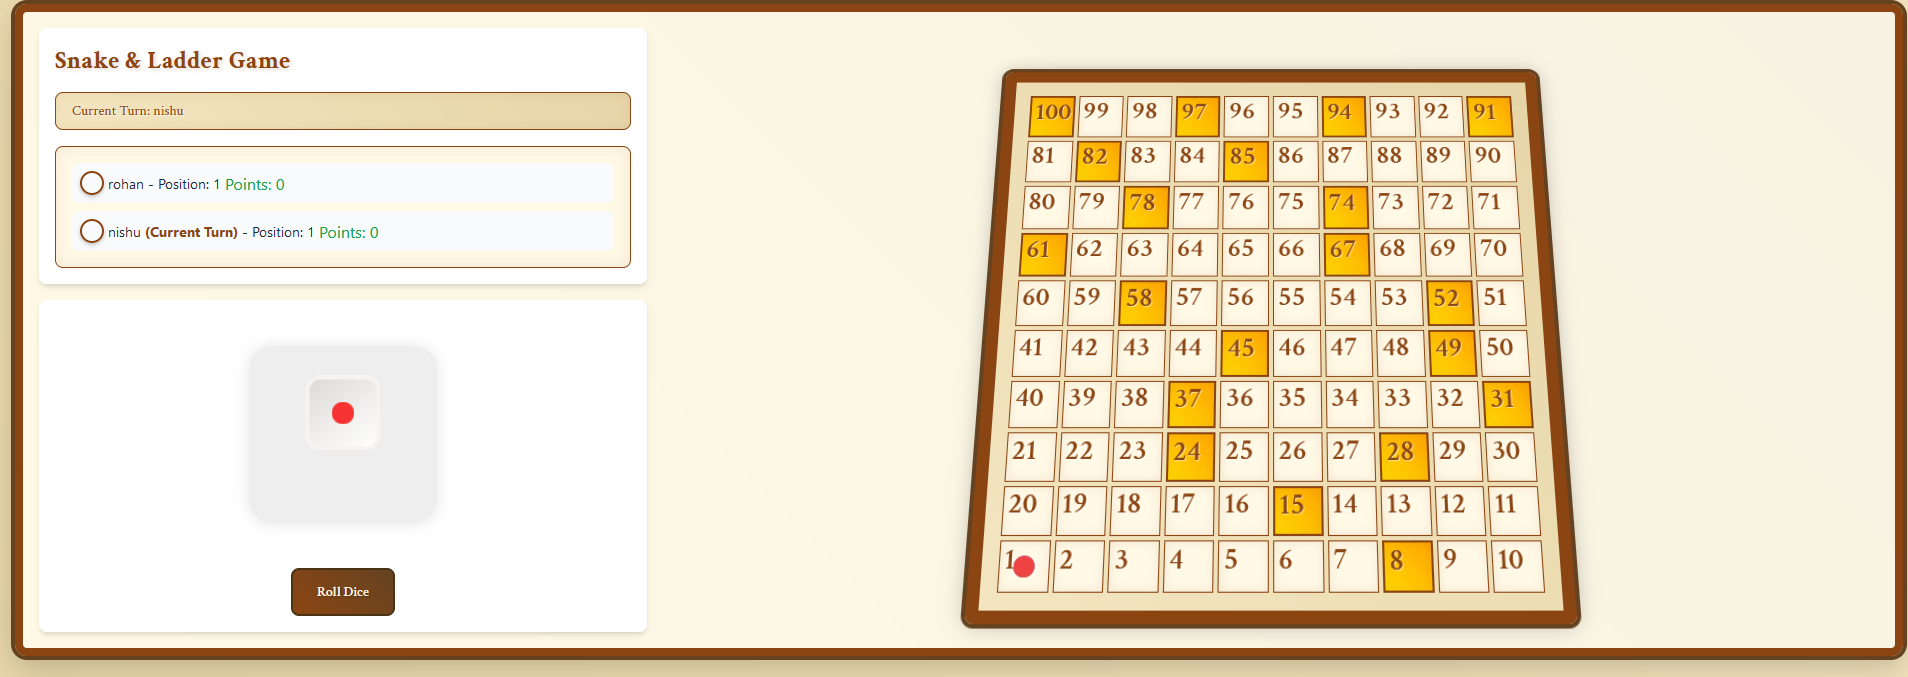 Snake & Ladder Game
Current Turn: nishu
rohan - Position: 1 Points: 0
nishu (Current Turn) - Position: 1 Points: 0
Roll Dice
100 99 98 97 96 95 94 93 92 91
81 82 83 84 85 86 87 88 89 90
80 79 78 77 76 75 74 73 72 71
61 62 63 64 65 66 67 68 69 70
60 59 58 57 56 55 54 53 52 51
41 42 43 44 45 46 47 48 49 50
40 39 38 37 36 35 34 33 32 31
21 22 23 24 25 26 27 28 29 30
20 19 18 17 16 15 14 13 12 11
1 2 3 4 5 6 7 8 9 10